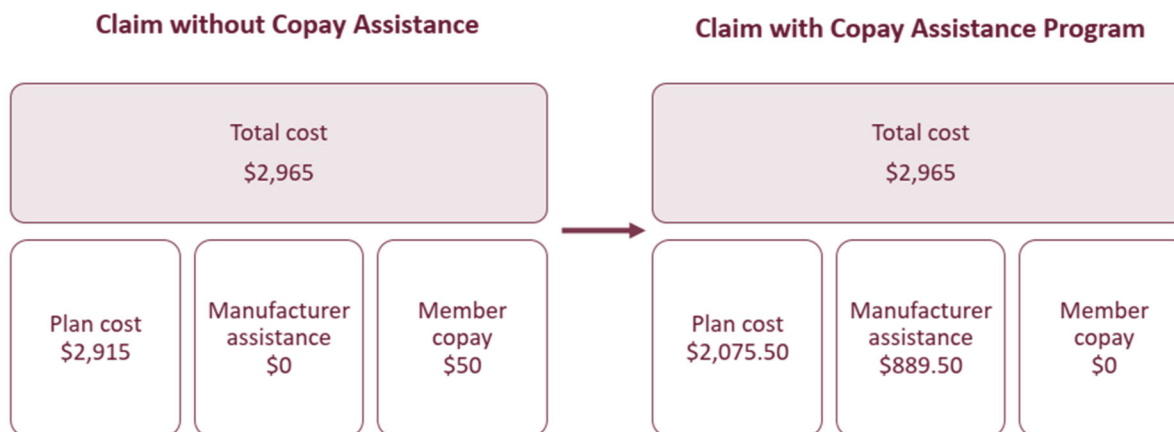 Claim without Copay Assistance
Total cost
$2,965
Plan cost
$2,915
Manufacturer
assistance
$0
Member
copay
$50
Claim with Copay Assistance Program
Total cost
$2,965
Plan cost
$2,075.50
Manufacturer
assistance
$889.50
Member
copay
$0